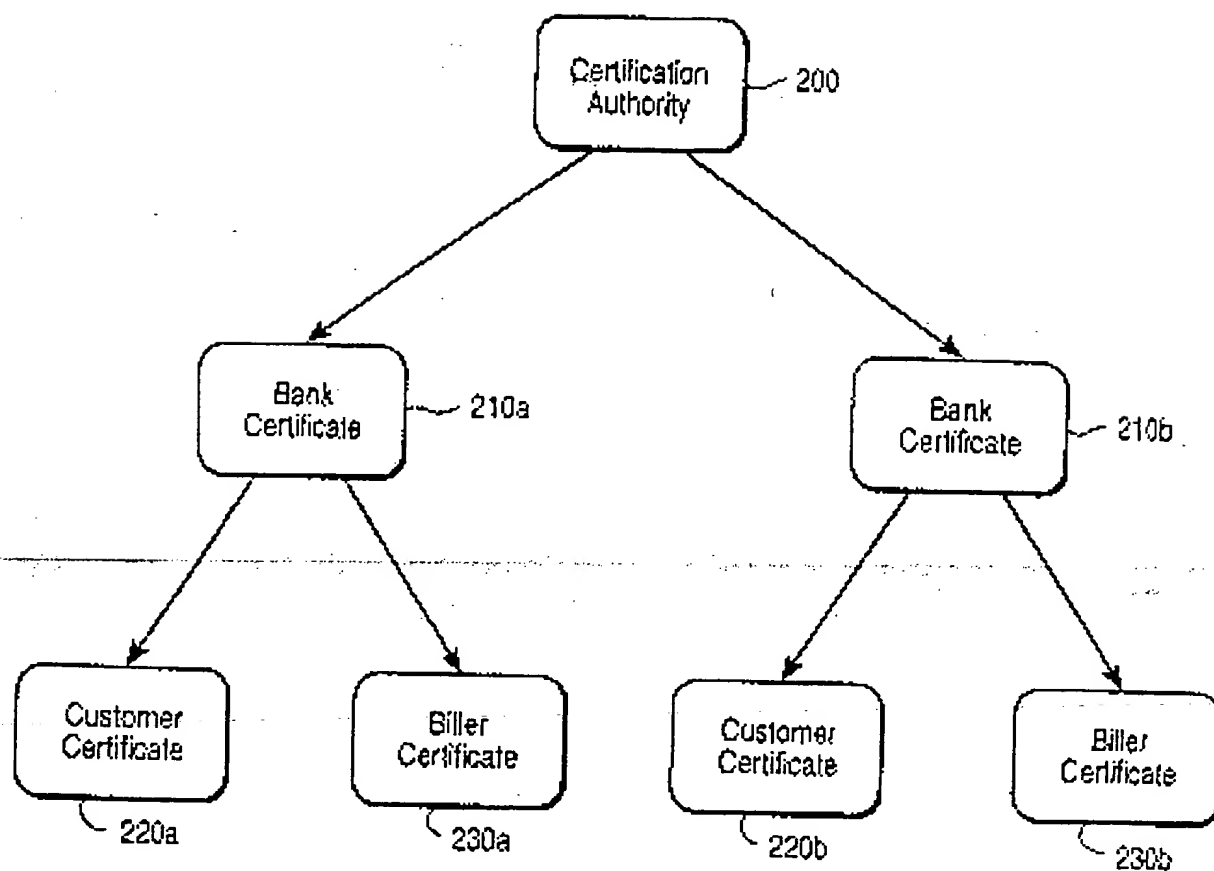 Certification
Authority
200
Bank
Certificate
210a
Bank
Certificate
210b
Customer
Certificate
220a
Biller
Certificate
230a
Customer
Certificate
220b
Biller
Certificate
230b